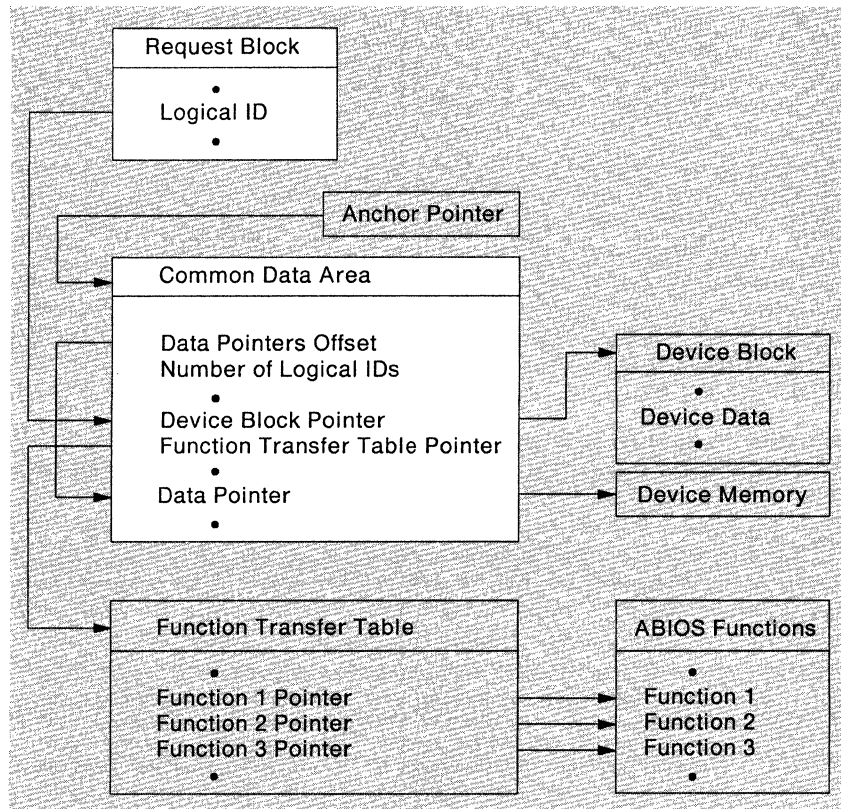 Request Block
•
Logical ID
•
Anchor Pointer
Common Data Area
Data Pointers Offset
Number of Logical IDs
•
Device Block Pointer
Function Transfer Table Pointer
•
Data Pointer
•
Device Block
•
Device Data
•
Device Memory
Function Transfer Table
•
Function 1 Pointer
Function 2 Pointer
Function 3 Pointer
•
ABIOS Functions
•
Function 1
Function 2
Function 3
•